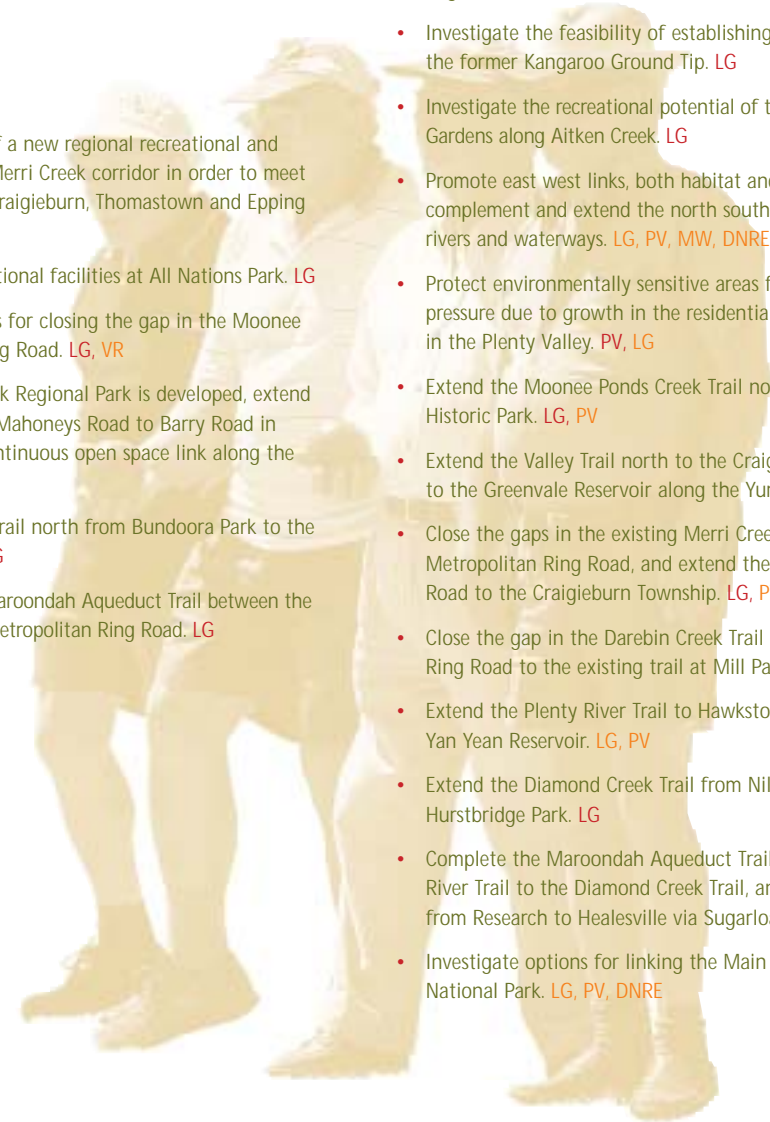 f a new regional recreational and
Merri Creek corridor in order to meet
raigieburn, Thomastown and Epping
tional facilities at All Nations Park. LG
s for closing the gap in the Moonee
g Road. LG, VR
k Regional Park is developed, extend
Mahoneys Road to Barry Road in
ntinuous open space link along the
rail north from Bundoora Park to the
G
aroondah Aqueduct Trail between the
etropolitan Ring Road. LG
• Investigate the feasibility of establishing
the former Kangaroo Ground Tip. LG
• Investigate the recreational potential of t
Gardens along Aitken Creek. LG
• Promote east west links, both habitat and
complement and extend the north south
rivers and waterways. LG, PV, MW, DNRE
• Protect environmentally sensitive areas f
pressure due to growth in the residentia
in the Plenty Valley. PV, LG
• Extend the Moonee Ponds Creek Trail no
Historic Park. LG, PV
• Extend the Valley Trail north to the Craig
to the Greenvale Reservoir along the Yur
• Close the gaps in the existing Merri Cree
Metropolitan Ring Road, and extend the
Road to the Craigieburn Township. LG, P
• Close the gap in the Darebin Creek Trail
Ring Road to the existing trail at Mill Pa
• Extend the Plenty River Trail to Hawksto
Yan Yean Reservoir. LG, PV
• Extend the Diamond Creek Trail from Nil
Hurstbridge Park. LG
• Complete the Maroondah Aqueduct Trail
River Trail to the Diamond Creek Trail, an
from Research to Healesville via Sugarloa
• Investigate options for linking the Main
National Park. LG, PV, DNRE